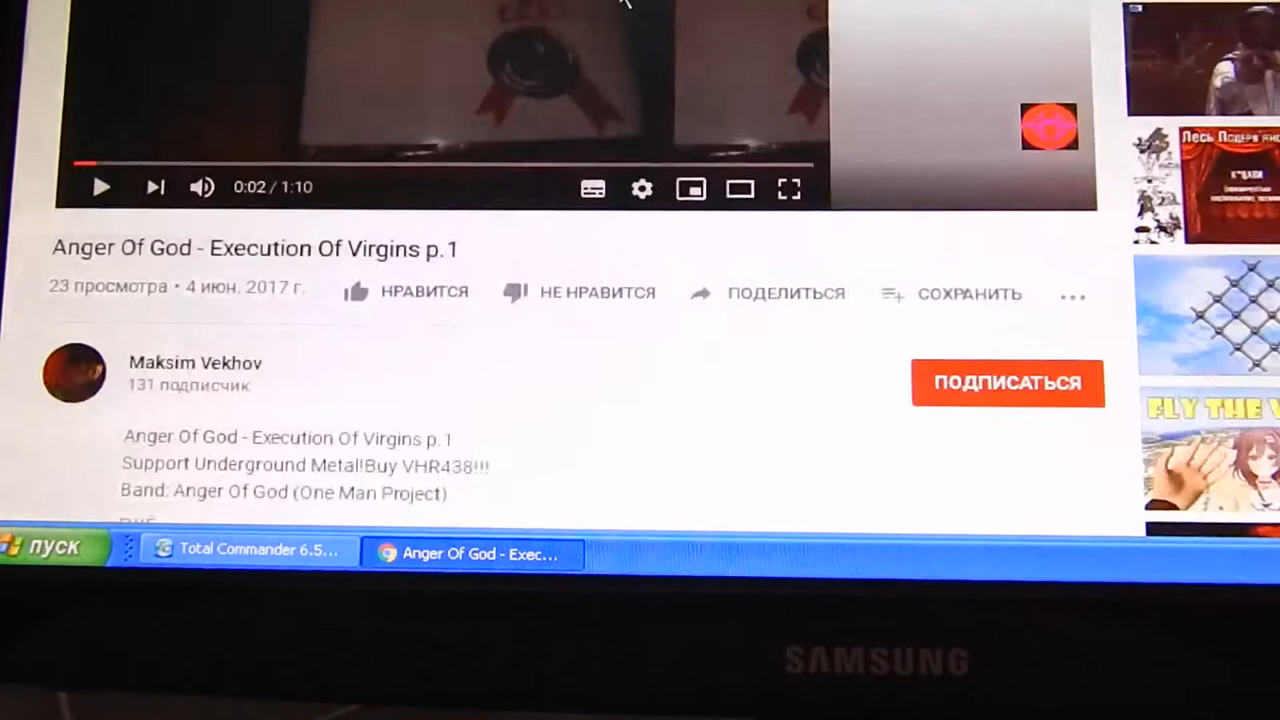 0:02 / 1:10
Лесь Подерв
Anger Of God - Execution Of Virgins p.1
23 просмотра • 4 июн. 2017 г.
НРАВИТСЯ
НЕ НРАВИТСЯ
ПОДЕЛИТЬСЯ
СОХРАНИТЬ
Maksim Vekhov
131 подписчик
ПОДПИСАТЬСЯ
FLY THE
Anger Of God - Execution Of Virgins p.1
Support Underground Metal!Buy VHR438!!!
Band: Anger Of God (One Man Project)
пуск
Total Commander 6.5...
Anger Of God - Exec...
SAMSUNG